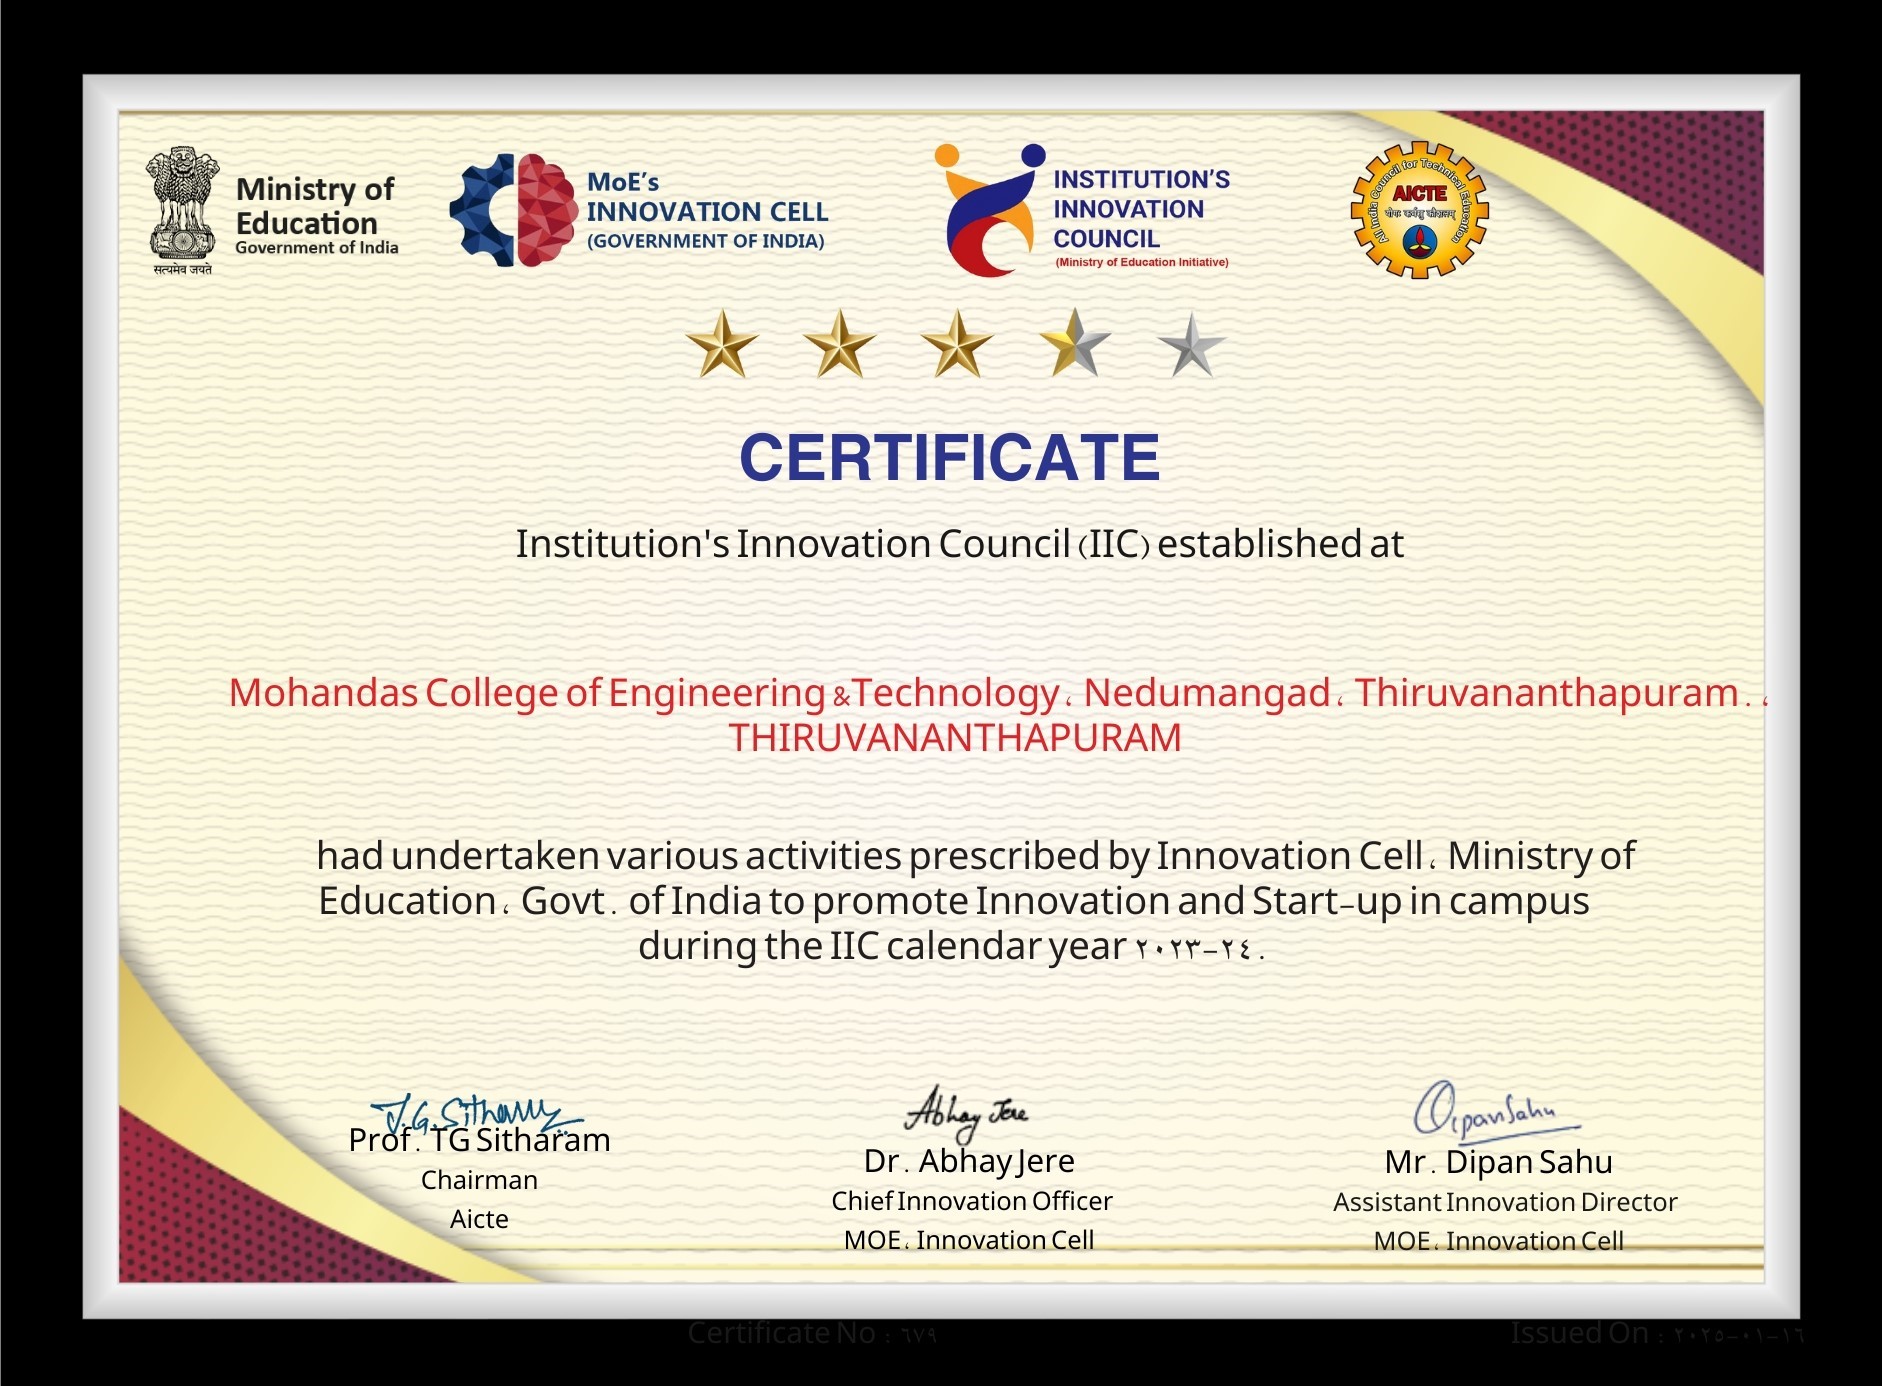 Ministry of
Education
Government of India
सत्यमेव जयते
MoE's
INNOVATION CELL
(GOVERNMENT OF INDIA)
INSTITUTION'S
INNOVATION
COUNCIL
(Ministry of Education Initiative)
All India Council for Technical Education
AICTE
योगः कर्मसु कौशलम्
CERTIFICATE
Institution's Innovation Council (IIC) established at
Mohandas College of Engineering &Technology، Nedumangad، Thiruvananthapuram. ،
THIRUVANANTHAPURAM
had undertaken various activities prescribed by Innovation Cell، Ministry of
Education، Govt. of India to promote Innovation and Start-up in campus
during the IIC calendar year ٢٠٢٣-٢٤.
T.G.Sitharam
Prof. TG Sitharam
Chairman
Aicte
Abhay Jere
Dr. Abhay Jere
Chief Innovation Officer
MOE، Innovation Cell
Dipan Sahu
Mr. Dipan Sahu
Assistant Innovation Director
MOE، Innovation Cell
Certificate No : ٦٧٩
Issued On : ٢٠٢٥-٠١-١٦